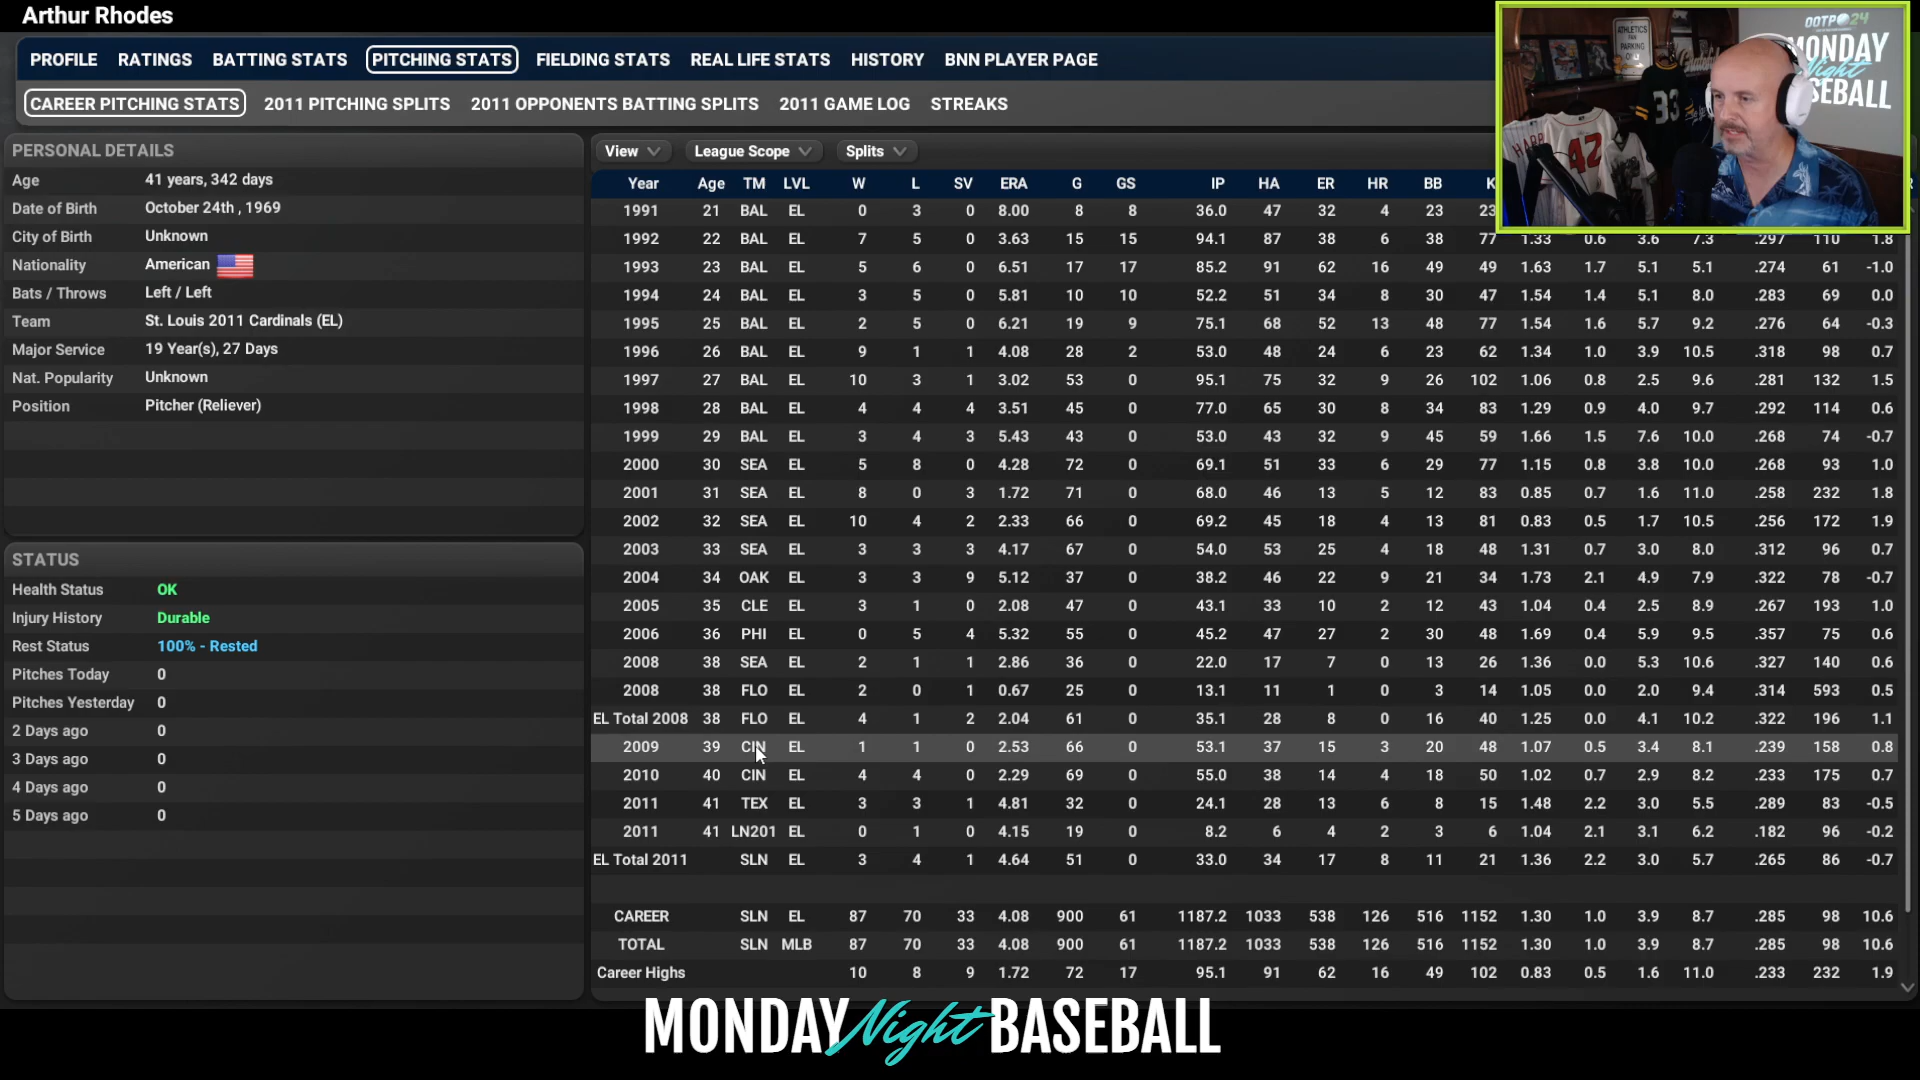 Arthur Rhodes
PROFILE RATINGS BATTING STATS PITCHING STATS FIELDING STATS REAL LIFE STATS HISTORY BNN PLAYER PAGE
CAREER PITCHING STATS 2011 PITCHING SPLITS 2011 OPPONENTS BATTING SPLITS 2011 GAME LOG STREAKS
PERSONAL DETAILS
Age 41 years, 342 days
Date of Birth October 24th , 1969
City of Birth Unknown
Nationality American
Bats / Throws Left / Left
Team St. Louis 2011 Cardinals (EL)
Major Service 19 Year(s), 27 Days
Nat. Popularity Unknown
Position Pitcher (Reliever)
STATUS
Health Status OK
Injury History Durable
Rest Status 100% - Rested
Pitches Today 0
Pitches Yesterday 0
2 Days ago 0
3 Days ago 0
4 Days ago 0
5 Days ago 0
View League Scope Splits
Year Age TM LVL W L SV ERA G GS IP HA ER HR BB K
1991 21 BAL EL 0 3 0 8.00 8 8 36.0 47 32 4 23 23
1992 22 BAL EL 7 5 0 3.63 15 15 94.1 87 38 6 38 77 1.33 0.6 3.6 7.3 .297 110 1.8
1993 23 BAL EL 5 6 0 6.51 17 17 85.2 91 62 16 49 49 1.63 1.7 5.1 5.1 .274 61 -1.0
1994 24 BAL EL 3 5 0 5.81 10 10 52.2 51 34 8 30 47 1.54 1.4 5.1 8.0 .283 69 0.0
1995 25 BAL EL 2 5 0 6.21 19 9 75.1 68 52 13 48 77 1.54 1.6 5.7 9.2 .276 64 -0.3
1996 26 BAL EL 9 1 1 4.08 28 2 53.0 48 24 6 23 62 1.34 1.0 3.9 10.5 .318 98 0.7
1997 27 BAL EL 10 3 1 3.02 53 0 95.1 75 32 9 26 102 1.06 0.8 2.5 9.6 .281 132 1.5
1998 28 BAL EL 4 4 4 3.51 45 0 77.0 65 30 8 34 83 1.29 0.9 4.0 9.7 .292 114 0.6
1999 29 BAL EL 3 4 3 5.43 43 0 53.0 43 32 9 45 59 1.66 1.5 7.6 10.0 .268 74 -0.7
2000 30 SEA EL 5 8 0 4.28 72 0 69.1 51 33 6 29 77 1.15 0.8 3.8 10.0 .268 93 1.0
2001 31 SEA EL 8 0 3 1.72 71 0 68.0 46 13 5 12 83 0.85 0.7 1.6 11.0 .258 232 1.8
2002 32 SEA EL 10 4 2 2.33 66 0 69.2 45 18 4 13 81 0.83 0.5 1.7 10.5 .256 172 1.9
2003 33 SEA EL 3 3 3 4.17 67 0 54.0 53 25 4 18 48 1.31 0.7 3.0 8.0 .312 96 0.7
2004 34 OAK EL 3 3 9 5.12 37 0 38.2 46 22 9 21 34 1.73 2.1 4.9 7.9 .322 78 -0.7
2005 35 CLE EL 3 1 0 2.08 47 0 43.1 33 10 2 12 43 1.04 0.4 2.5 8.9 .267 193 1.0
2006 36 PHI EL 0 5 4 5.32 55 0 45.2 47 27 2 30 48 1.69 0.4 5.9 9.5 .357 75 0.6
2008 38 SEA EL 2 1 1 2.86 36 0 22.0 17 7 0 13 26 1.36 0.0 5.3 10.6 .327 140 0.6
2008 38 FLO EL 2 0 1 0.67 25 0 13.1 11 1 0 3 14 1.05 0.0 2.0 9.4 .314 593 0.5
EL Total 2008 38 FLO EL 4 1 2 2.04 61 0 35.1 28 8 0 16 40 1.25 0.0 4.1 10.2 .322 196 1.1
2009 39 CIN EL 1 1 0 2.53 66 0 53.1 37 15 3 20 48 1.07 0.5 3.4 8.1 .239 158 0.8
2010 40 CIN EL 4 4 0 2.29 69 0 55.0 38 14 4 18 50 1.02 0.7 2.9 8.2 .233 175 0.7
2011 41 TEX EL 3 3 1 4.81 32 0 24.1 28 13 6 8 15 1.48 2.2 3.0 5.5 .289 83 -0.5
2011 41 LN201 EL 0 1 0 4.15 19 0 8.2 6 4 2 3 6 1.04 2.1 3.1 6.2 .182 96 -0.2
EL Total 2011 SLN EL 3 4 1 4.64 51 0 33.0 34 17 8 11 21 1.36 2.2 3.0 5.7 .265 86 -0.7
CAREER SLN EL 87 70 33 4.08 900 61 1187.2 1033 538 126 516 1152 1.30 1.0 3.9 8.7 .285 98 10.6
TOTAL SLN MLB 87 70 33 4.08 900 61 1187.2 1033 538 126 516 1152 1.30 1.0 3.9 8.7 .285 98 10.6
Career Highs 10 8 9 1.72 72 17 95.1 91 62 16 49 102 0.83 0.5 1.6 11.0 .233 232 1.9
OOTP 24
MONDAY
Night
SEBALL
ATHLETICS
PARKING
ONLY
33
42
MONDAY Night BASEBALL